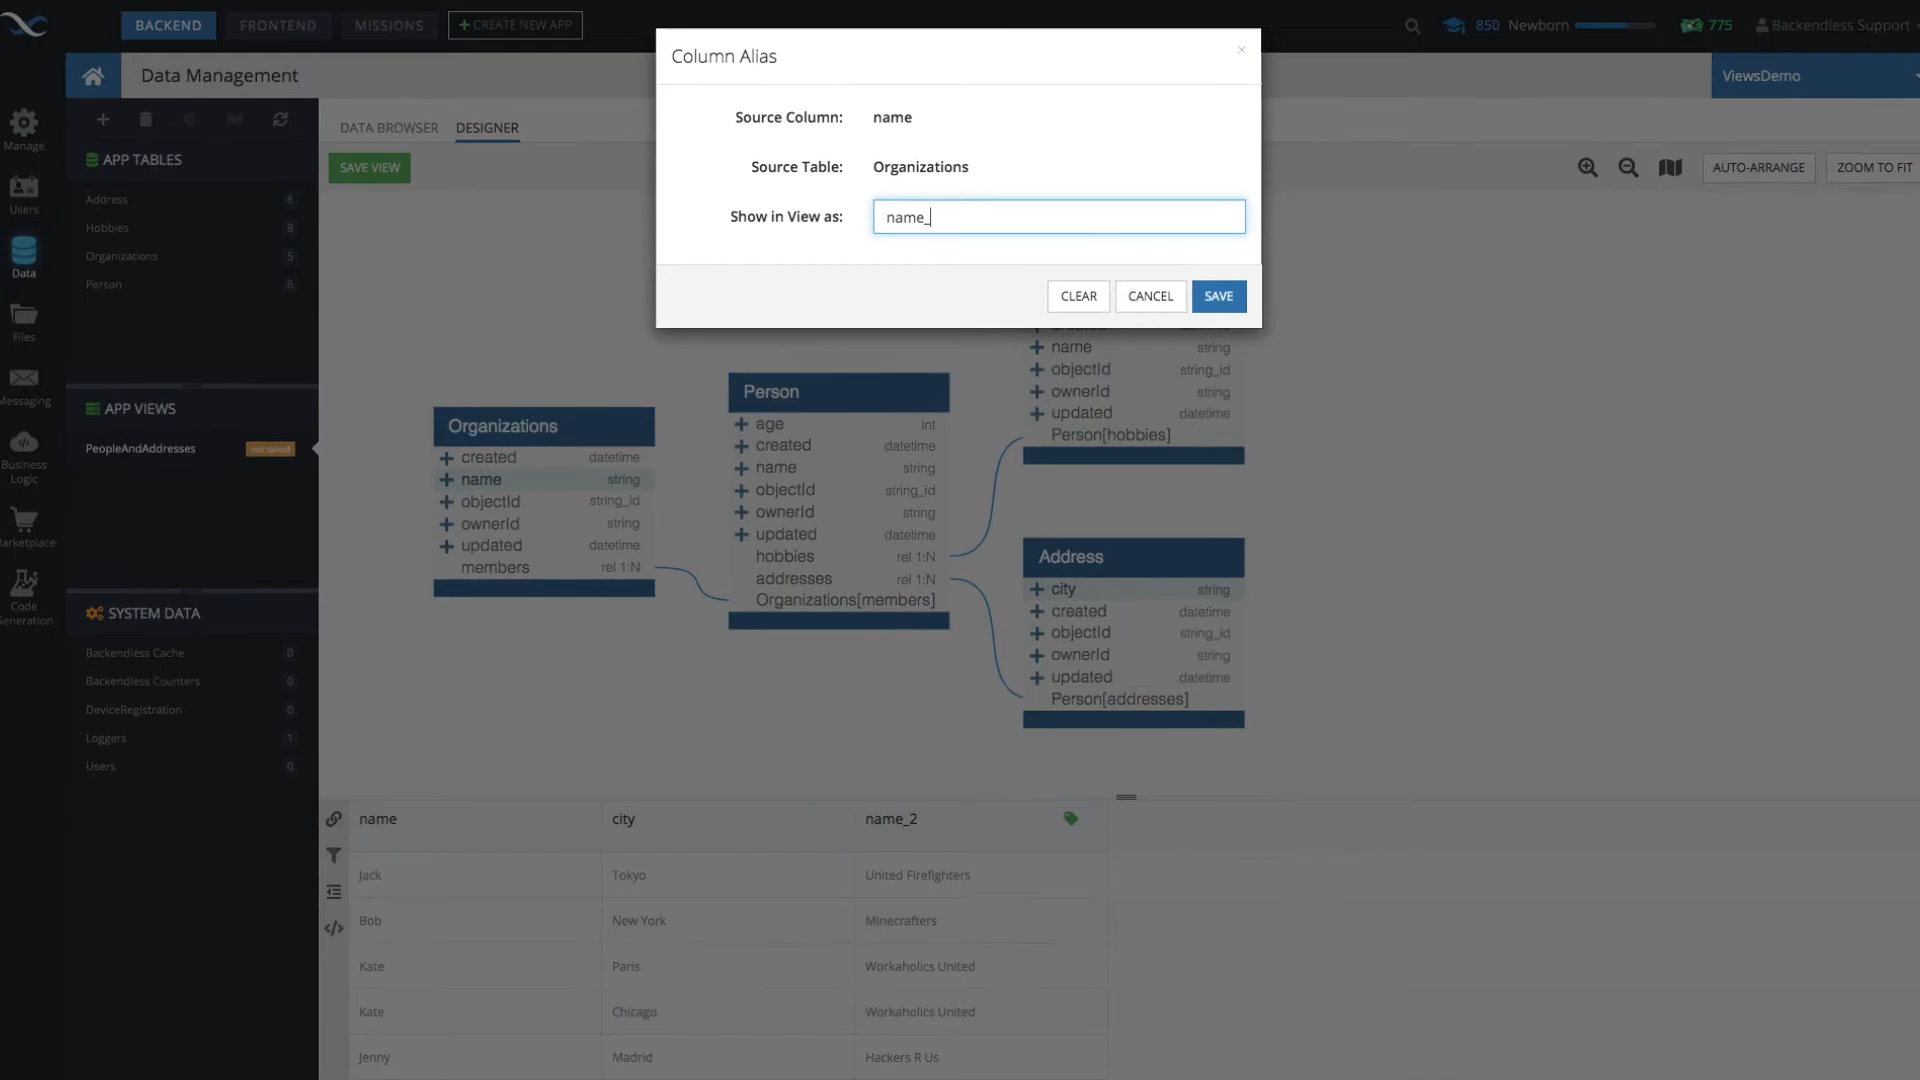 BACKEND
FRONTEND
MISSIONS
CREATE NEW APP
850 Newborn
775
Backendless Support
Data Management
ViewsDemo
Column Alias
×
Source Column: name
Source Table: Organizations
Show in View as: name_
CLEAR CANCEL SAVE
Manage
Users
Data
Files
Messaging
Business
Logic
arketplace
Code
Generation
APP TABLES
Address 6
Hobbies 8
Organizations 5
Person 6
APP VIEWS
PeopleAndAddresses not saved
SYSTEM DATA
Backendless Cache 0
Backendless Counters 0
DeviceRegistration 0
Loggers 1
Users 0
DATA BROWSER DESIGNER
SAVE VIEW
AUTO-ARRANGE
ZOOM TO FIT
Organizations
created datetime
name string
objectId string_id
ownerId string
updated datetime
members rel 1:N
Person
age int
created datetime
name string
objectId string_id
ownerId string
updated datetime
hobbies rel 1:N
addresses rel 1:N
Organizations[members]
name string
objectId string_id
ownerId string
updated datetime
Person[hobbies]
Address
city string
created datetime
objectId string_id
ownerId string
updated datetime
Person[addresses]
name city name_2
Jack Tokyo United Firefighters
Bob New York Minecrafters
Kate Paris Workaholics United
Kate Chicago Workaholics United
Jenny Madrid Hackers R Us